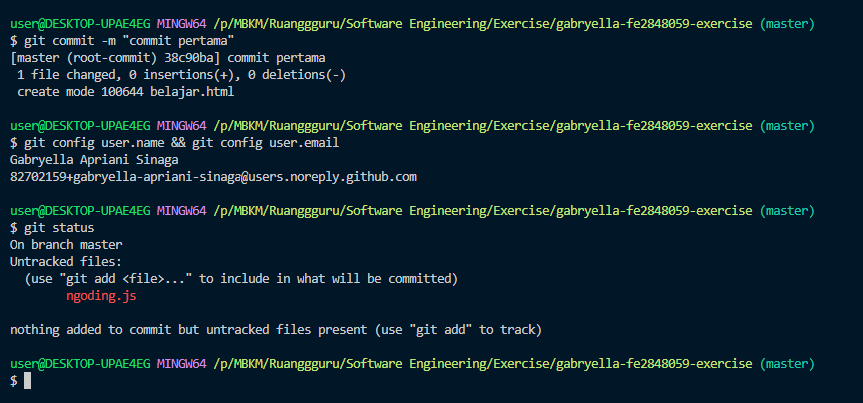 user@DESKTOP-UPAE4EG MINGW64 /p/MBKM/Ruanggguru/Software Engineering/Exercise/gabryella-fe2848059-exercise (master)
$ git commit -m "commit pertama"
[master (root-commit) 38c90ba] commit pertama
 1 file changed, 0 insertions(+), 0 deletions(-)
 create mode 100644 belajar.html

user@DESKTOP-UPAE4EG MINGW64 /p/MBKM/Ruanggguru/Software Engineering/Exercise/gabryella-fe2848059-exercise (master)
$ git config user.name && git config user.email
Gabryella Apriani Sinaga
82702159+gabryella-apriani-sinaga@users.noreply.github.com

user@DESKTOP-UPAE4EG MINGW64 /p/MBKM/Ruanggguru/Software Engineering/Exercise/gabryella-fe2848059-exercise (master)
$ git status
On branch master
Untracked files:
  (use "git add <file>..." to include in what will be committed)
        ngoding.js

nothing added to commit but untracked files present (use "git add" to track)

user@DESKTOP-UPAE4EG MINGW64 /p/MBKM/Ruanggguru/Software Engineering/Exercise/gabryella-fe2848059-exercise (master)
$